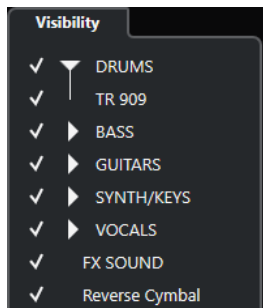 Visibility
DRUMS
TR 909
BASS
GUITARS
SYNTH/KEYS
VOCALS
FX SOUND
Reverse Cymbal